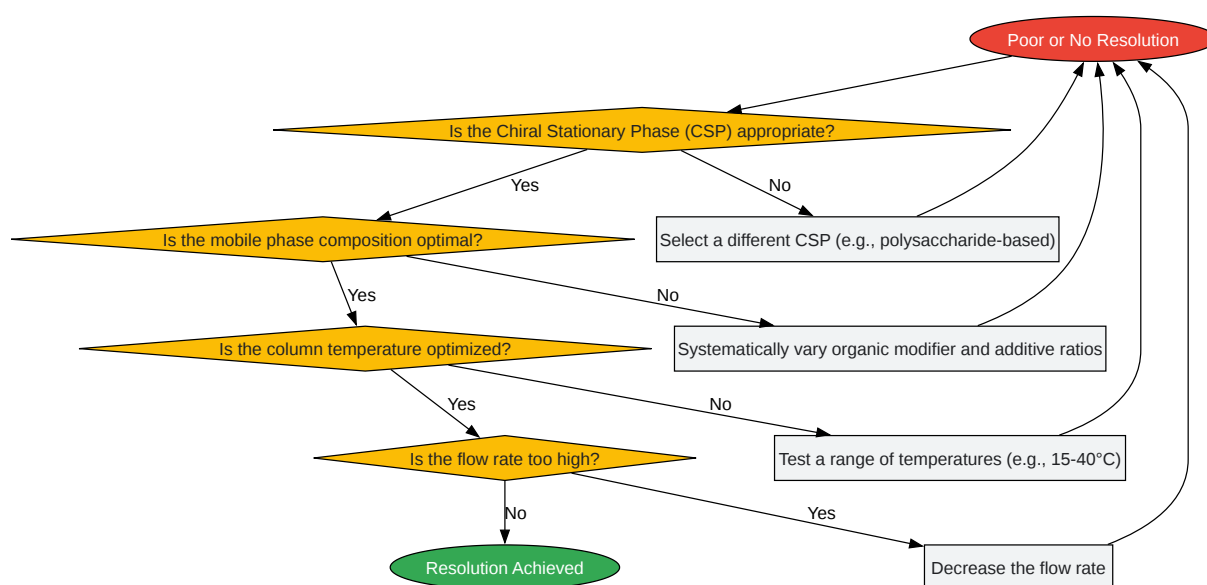 Poor or No Resolution
Is the Chiral Stationary Phase (CSP) appropriate?
Yes
No
Is the mobile phase composition optimal?
Select a different CSP (e.g., polysaccharide-based)
Yes
No
Is the column temperature optimized?
Systematically vary organic modifier and additive ratios
Yes
No
Is the flow rate too high?
Test a range of temperatures (e.g., 15-40°C)
No
Yes
Resolution Achieved
Decrease the flow rate